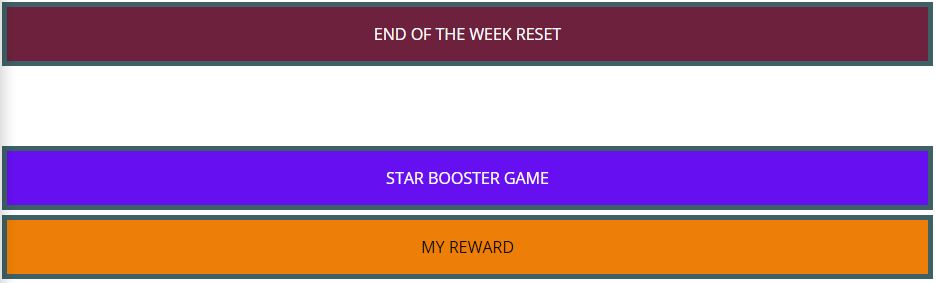 END OF THE WEEK RESET
STAR BOOSTER GAME
MY REWARD